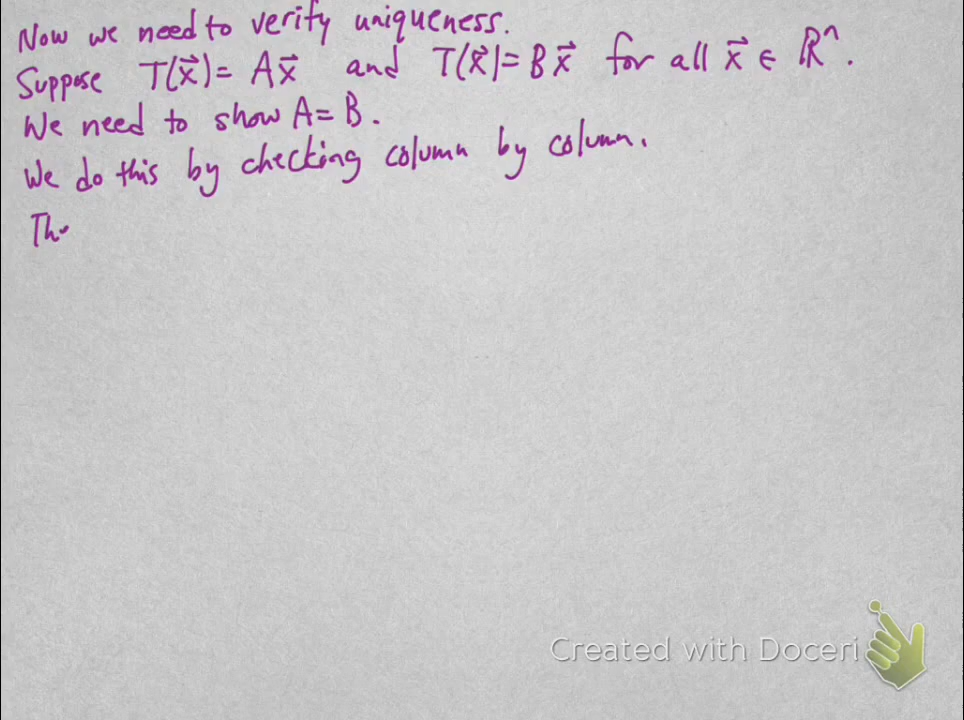 Now we need to verify uniqueness.
Suppose T(x⃗) = Ax⃗ and T(x⃗) = Bx⃗ for all x⃗ ∈ ℝⁿ.
We need to show A = B.
We do this by checking column by column.
The
Created with Doceri